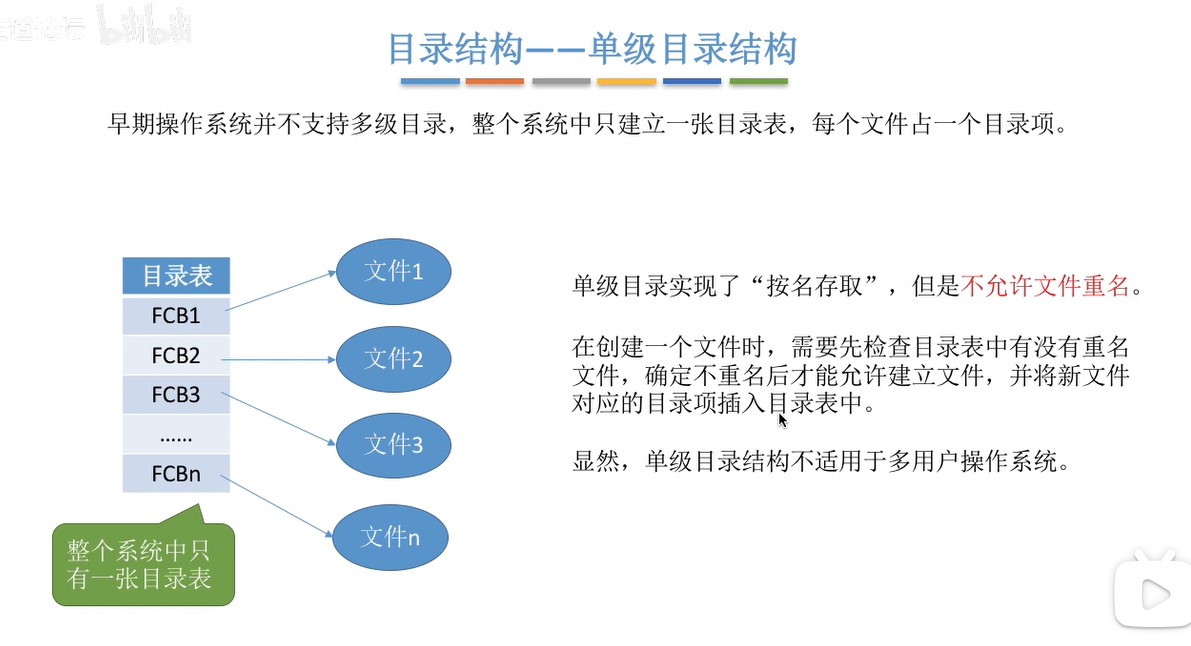 bilibili
目录结构——单级目录结构
早期操作系统并不支持多级目录，整个系统中只建立一张目录表，每个文件占一个目录项。
目录表
FCB1
FCB2
FCB3
……
FCBn
文件1
文件2
文件3
文件n
整个系统中只
有一张目录表
单级目录实现了“按名存取”，但是不允许文件重名。
在创建一个文件时，需要先检查目录表中有没有重名
文件，确定不重名后才能允许建立文件，并将新文件
对应的目录项插入目录表中。
显然，单级目录结构不适用于多用户操作系统。